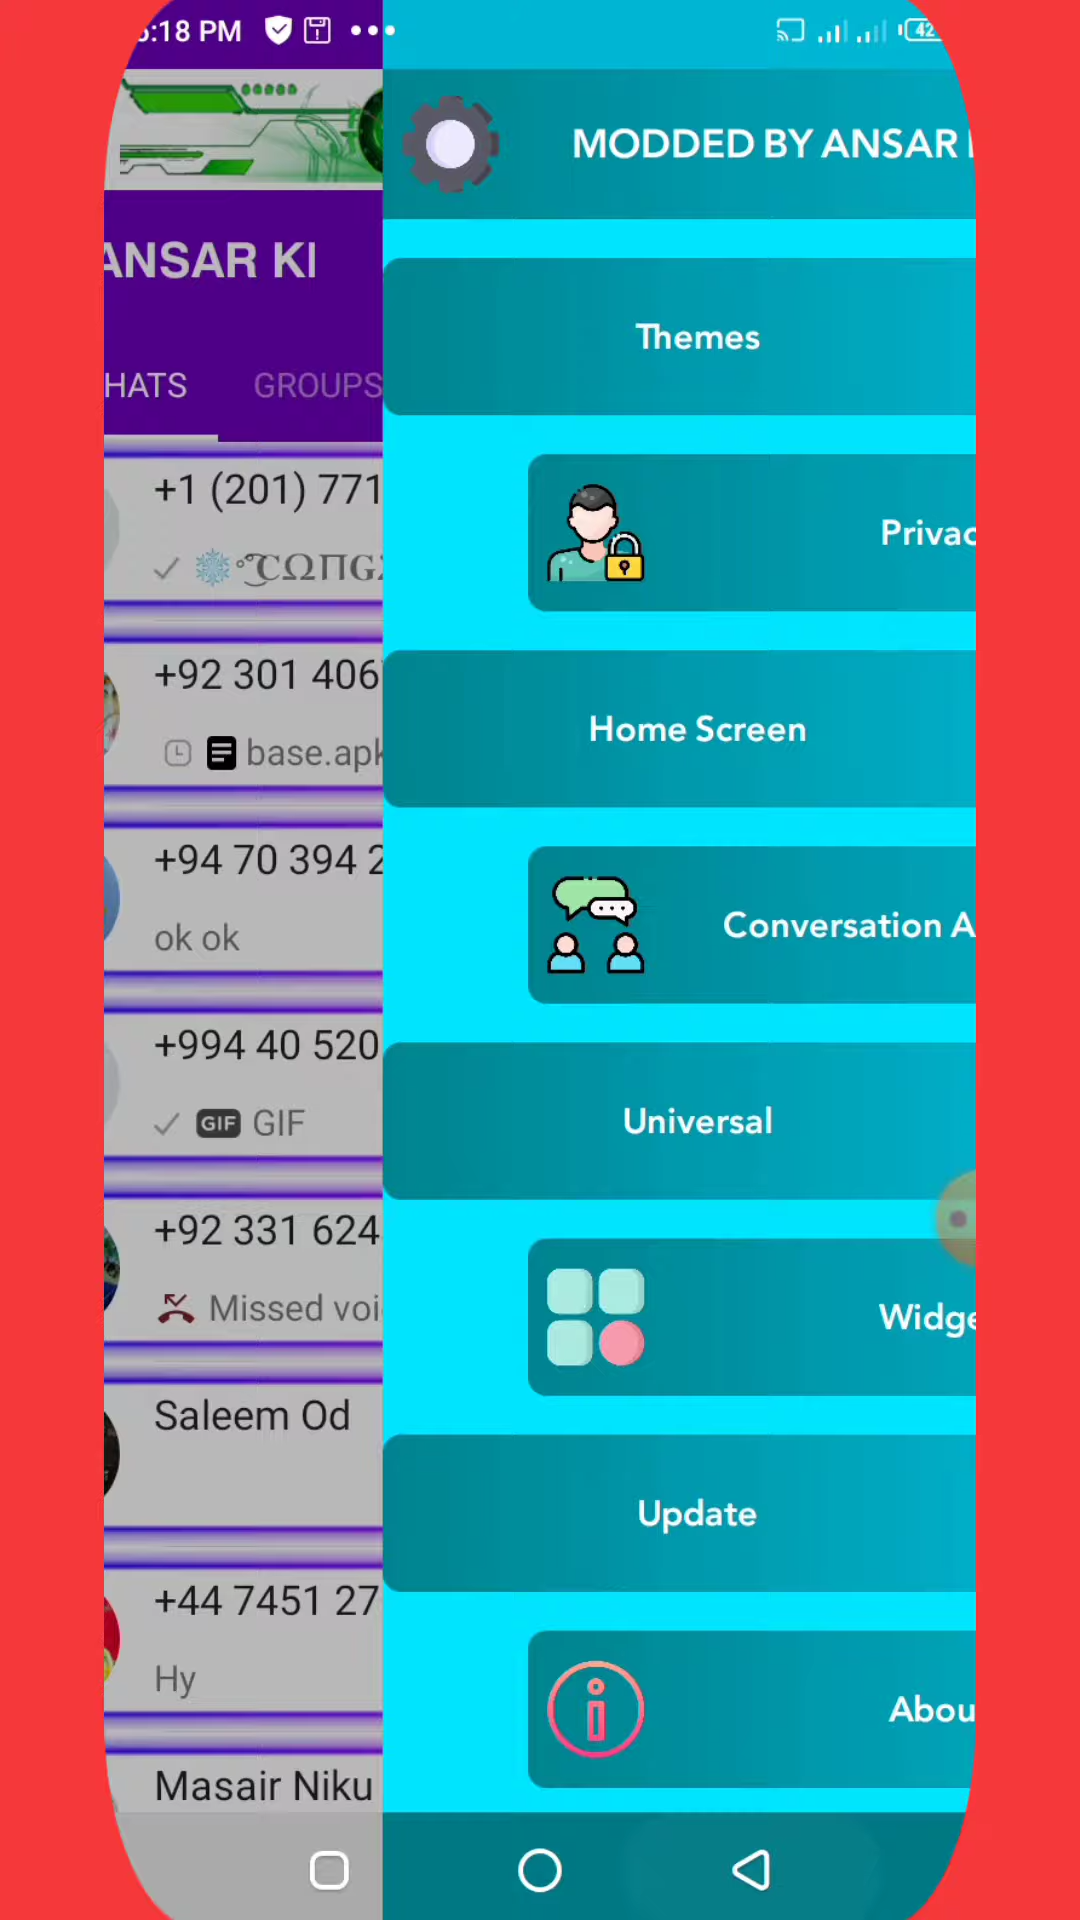 :18 PM
42
MODDED BY ANSAR
ANSAR KI
HATS
GROUPS
Themes
+1 (201) 771
Privac
+92 301 406
Home Screen
base.apk
+94 70 394 2
ok ok
Conversation A
+994 40 520
GIF GIF
Universal
+92 331 624
Missed voi
Widge
Saleem Od
Update
+44 7451 27
Hy
Abou
Masair Niku